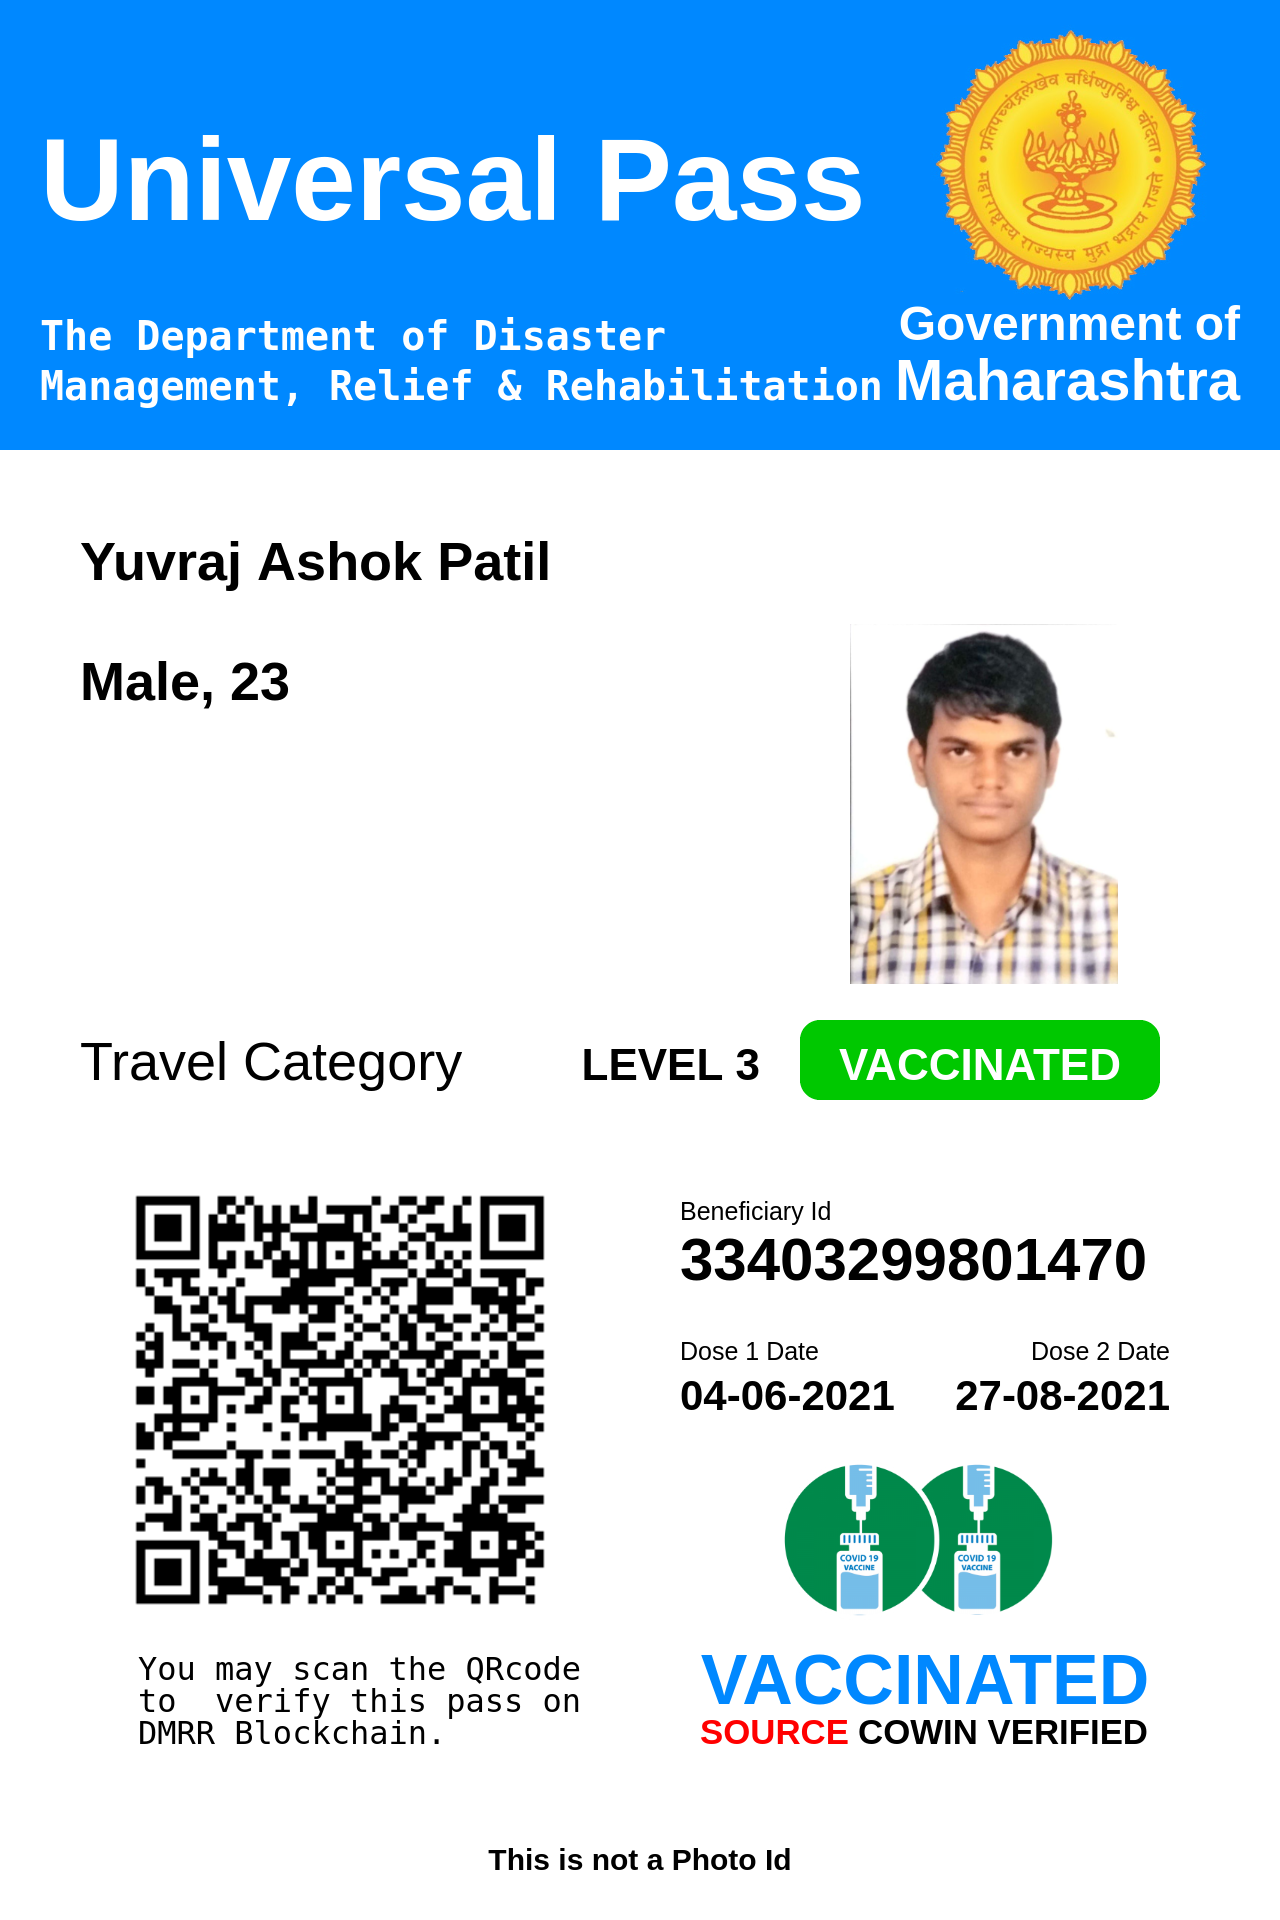 Universal Pass
प्रतिपच्चंद्रलेखेव वर्धिष्णुर्विश्व वंदिता
महाराष्ट्रस्य राज्यस्य मुद्रा भद्राय राजते
The Department of Disaster
Management, Relief & Rehabilitation
Government of
Maharashtra
Yuvraj Ashok Patil
Male, 23
Travel Category LEVEL 3 VACCINATED
Beneficiary Id
33403299801470
Dose 1 Date Dose 2 Date
04-06-2021 27-08-2021
COVID 19 COVID 19
VACCINE VACCINE
You may scan the QRcode
to  verify this pass on
DMRR Blockchain.
VACCINATED
SOURCE COWIN VERIFIED
This is not a Photo Id